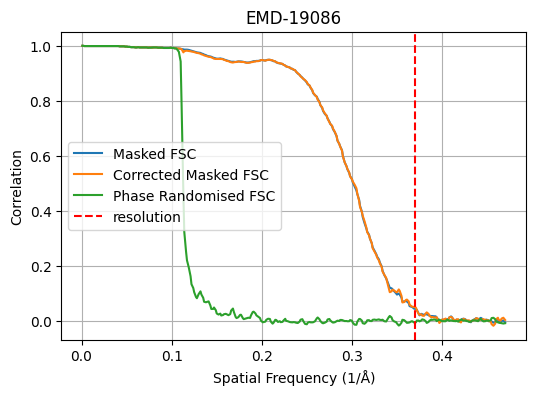 EMD-19086
1.0
0.8
0.6
0.4
0.2
0.0
Correlation
Masked FSC
Corrected Masked FSC
Phase Randomised FSC
resolution
0.0 0.1 0.2 0.3 0.4
Spatial Frequency (1/Å)